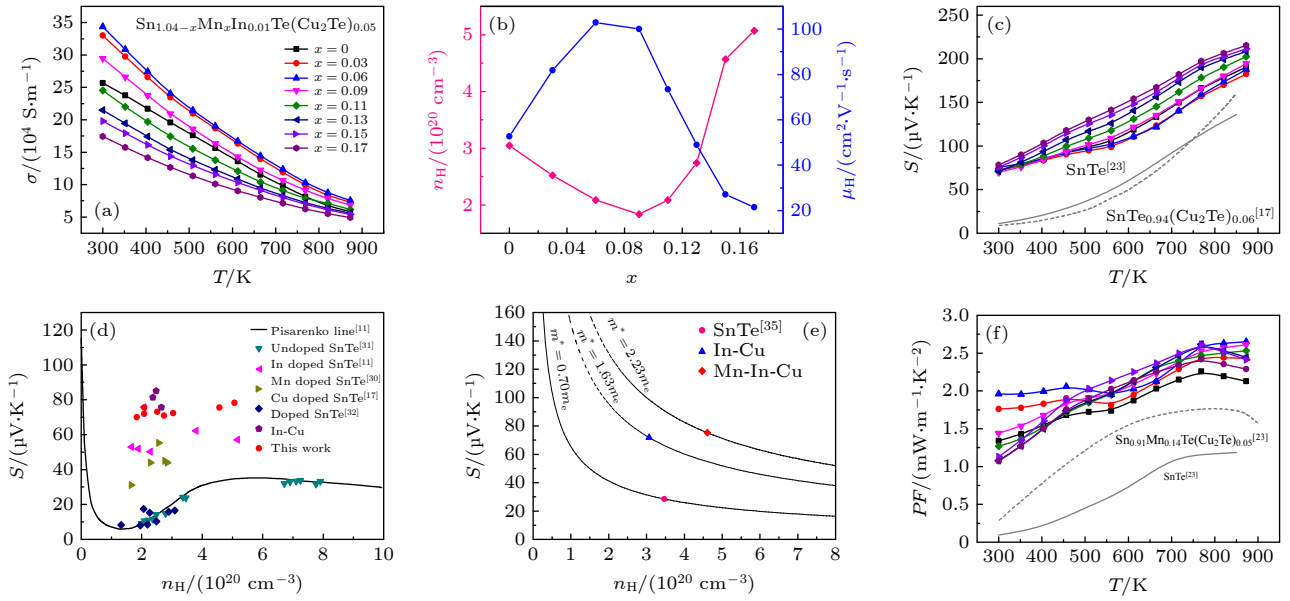 (a)
Sn1.04−xMnxIn0.01Te(Cu2Te)0.05
x = 0
x = 0.03
x = 0.06
x = 0.09
x = 0.11
x = 0.13
x = 0.15
x = 0.17
σ/(10⁴ S·m⁻¹)
40
35
30
25
20
15
10
5
300 400 500 600 700 800 900
T/K
(b)
nH/(10²⁰ cm⁻³)
5
4
3
2
μH/(cm²·V⁻¹·s⁻¹)
100
80
60
40
20
0 0.04 0.08 0.12 0.16
x
(c)
S/(μV·K⁻¹)
250
200
150
100
50
0
SnTe[23]
SnTe0.94(Cu2Te)0.06[17]
300 400 500 600 700 800 900
T/K
(d)
S/(μV·K⁻¹)
120
100
80
60
40
20
0
Pisarenko line[11]
Undoped SnTe[31]
In doped SnTe[11]
Mn doped SnTe[30]
Cu doped SnTe[17]
Doped SnTe[32]
In-Cu
This work
0 2 4 6 8 10
nH/(10²⁰ cm⁻³)
(e)
S/(μV·K⁻¹)
160
140
120
100
80
60
40
20
0
m* = 0.70me
m* = 1.63me
m* = 2.23me
SnTe[35]
In-Cu
Mn-In-Cu
0 1 2 3 4 5 6 7 8
nH/(10²⁰ cm⁻³)
(f)
PF/(mW·m⁻¹·K⁻²)
3.0
2.5
2.0
1.5
1.0
0.5
0
Sn0.91Mn0.14Te(Cu2Te)0.05[23]
SnTe[23]
300 400 500 600 700 800 900
T/K